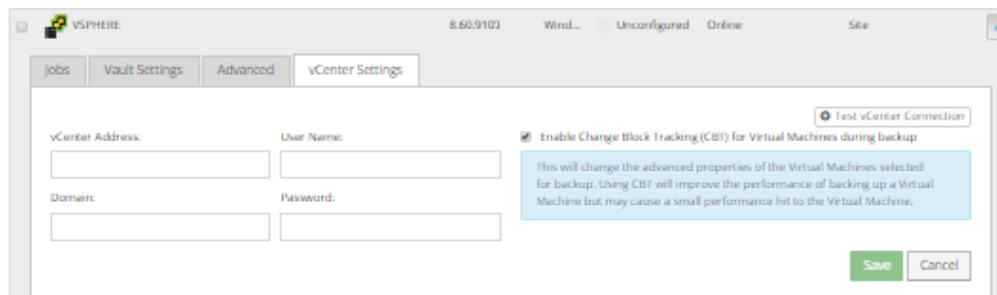 VSPHERE 8.60.9103 Wind... Unconfigured Online Site
Jobs Vault Settings Advanced vCenter Settings
Test vCenter Connection
vCenter Address: User Name: Enable Change Block Tracking (CBT) for Virtual Machines during backup
This will change the advanced properties of the Virtual Machines selected
for backup. Using CBT will improve the performance of backing up a Virtual
Machine but may cause a small performance hit to the Virtual Machine.
Domain: Password:
Save Cancel